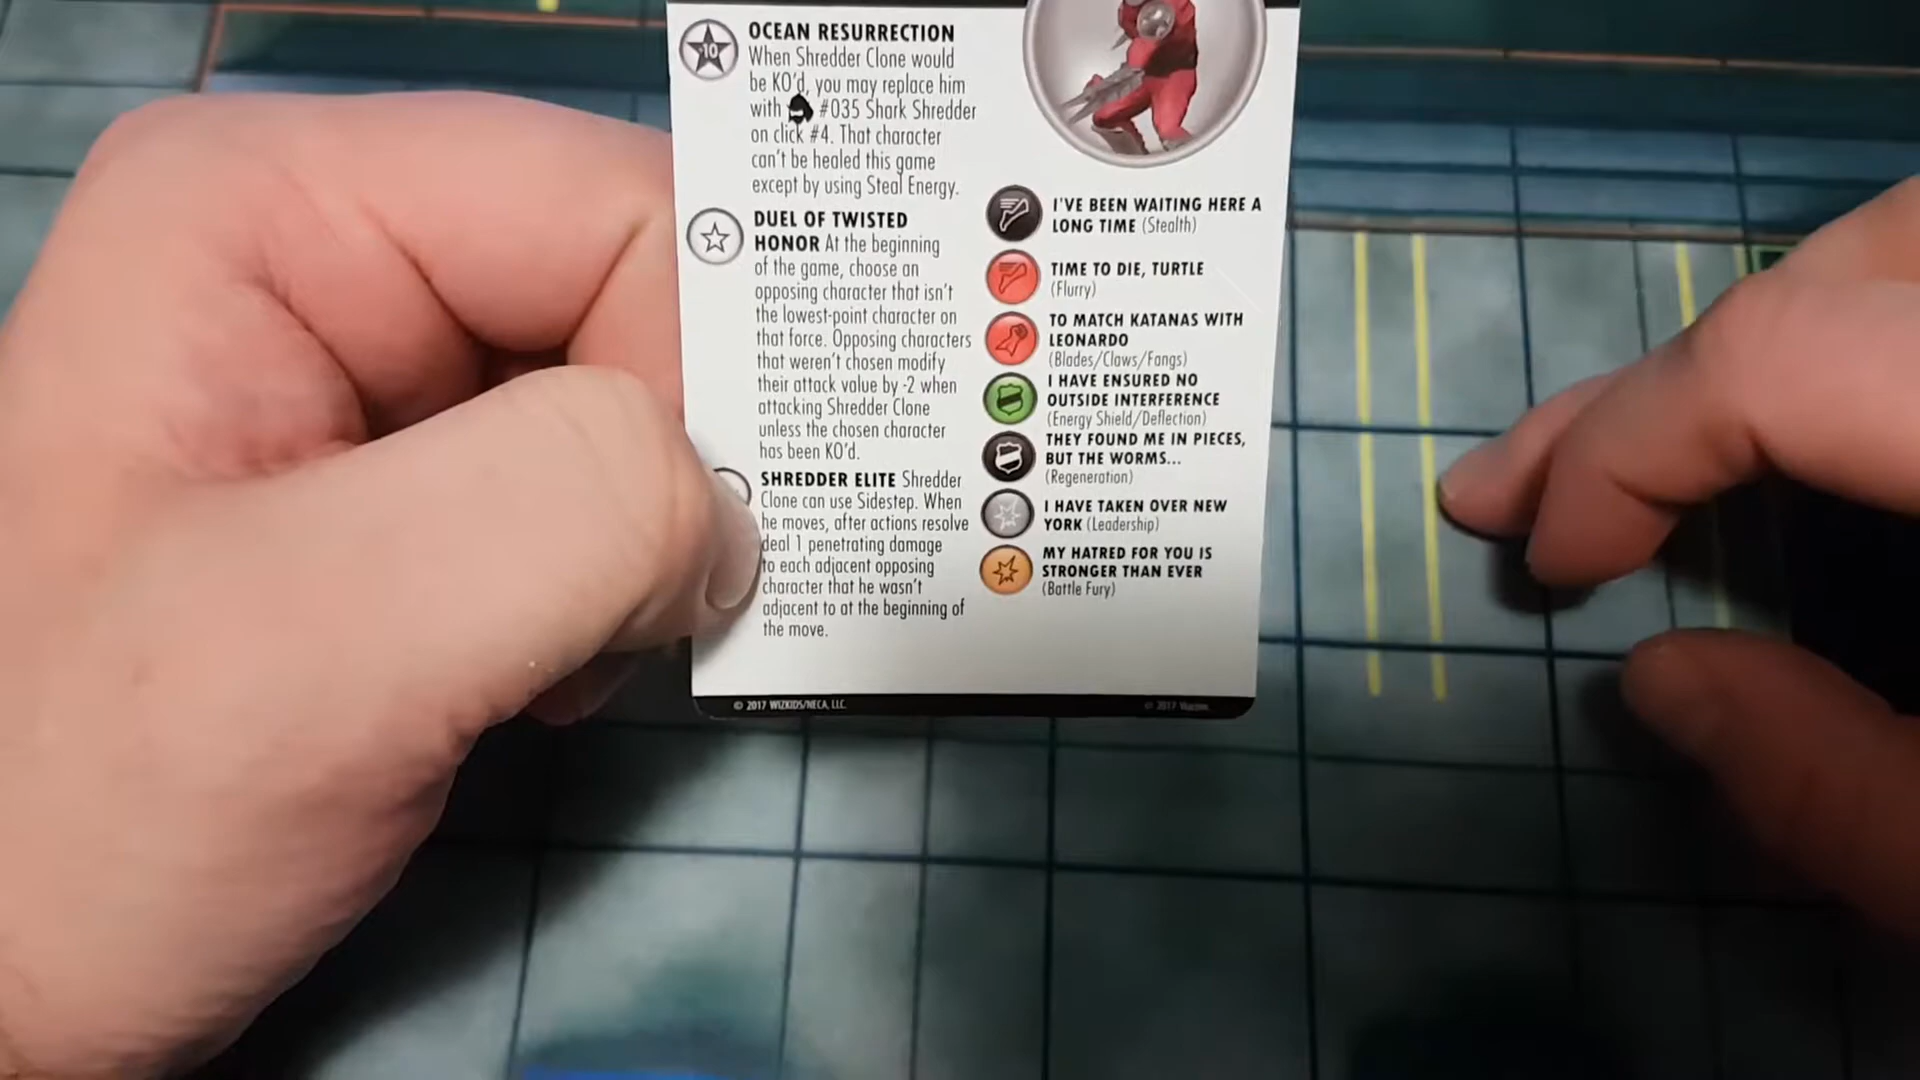 10
OCEAN RESURRECTION
When Shredder Clone would
be KO'd, you may replace him
with #035 Shark Shredder
on click #4. That character
can't be healed this game
except by using Steal Energy.
DUEL OF TWISTED
HONOR At the beginning
of the game, choose an
opposing character that isn't
the lowest-point character on
that force. Opposing characters
that weren't chosen modify
their attack value by -2 when
attacking Shredder Clone
unless the chosen character
has been KO'd.
SHREDDER ELITE Shredder
Clone can use Sidestep. When
he moves, after actions resolve
deal 1 penetrating damage
to each adjacent opposing
character that he wasn't
adjacent to at the beginning of
the move.
I'VE BEEN WAITING HERE A
LONG TIME (Stealth)
TIME TO DIE, TURTLE
(Flurry)
TO MATCH KATANAS WITH
LEONARDO
(Blades/Claws/Fangs)
I HAVE ENSURED NO
OUTSIDE INTERFERENCE
(Energy Shield/Deflection)
THEY FOUND ME IN PIECES,
BUT THE WORMS...
(Regeneration)
I HAVE TAKEN OVER NEW
YORK (Leadership)
MY HATRED FOR YOU IS
STRONGER THAN EVER
(Battle Fury)
© 2017 WIZKIDS/NECA, LLC.
© 2017 Viacom.